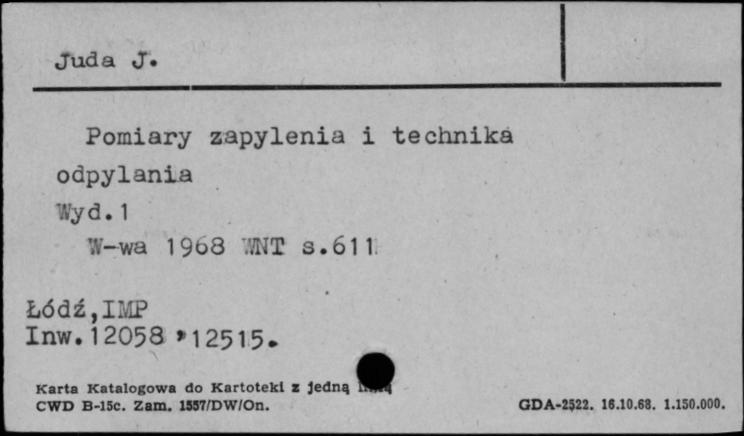 Juda J.
Pomiary zapylenia i technika
odpylania
Wyd.1
W-wa 1968 WNT s.611
Łódź,IMP
Inw.12058,12515.
Karta Katalogowa do Kartoteki z jedną
CWD B-15c. Zam. 1557/DW/On.
GDA-2522. 16.10.68. 1.150.000.